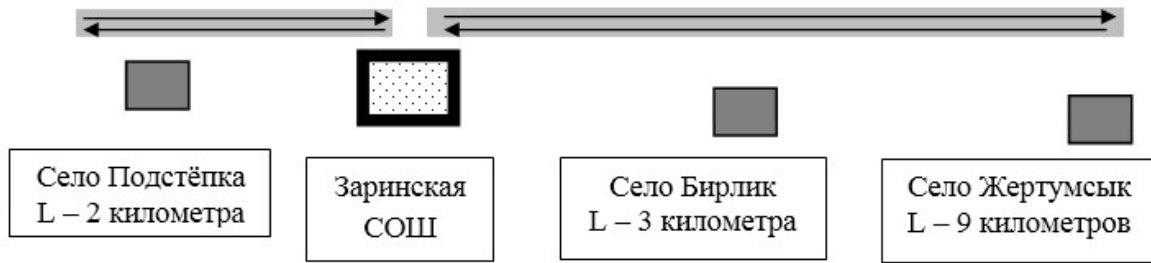 Село Подстёпка
L – 2 километра
Заринская
СОШ
Село Бирлик
L – 3 километра
Село Жертумсык
L – 9 километров